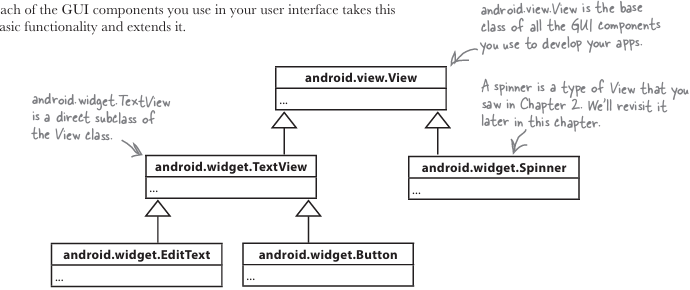 ach of the GUI components you use in your user interface takes this
asic functionality and extends it.
android.view.View is the base
class of all the GUI components
you use to develop your apps.
android.view.View
...
A spinner is a type of View that you
saw in Chapter 2. We'll revisit it
later in this chapter.
android.widget.TextView
is a direct subclass of
the View class.
android.widget.TextView
...
android.widget.Spinner
...
android.widget.EditText
...
android.widget.Button
...